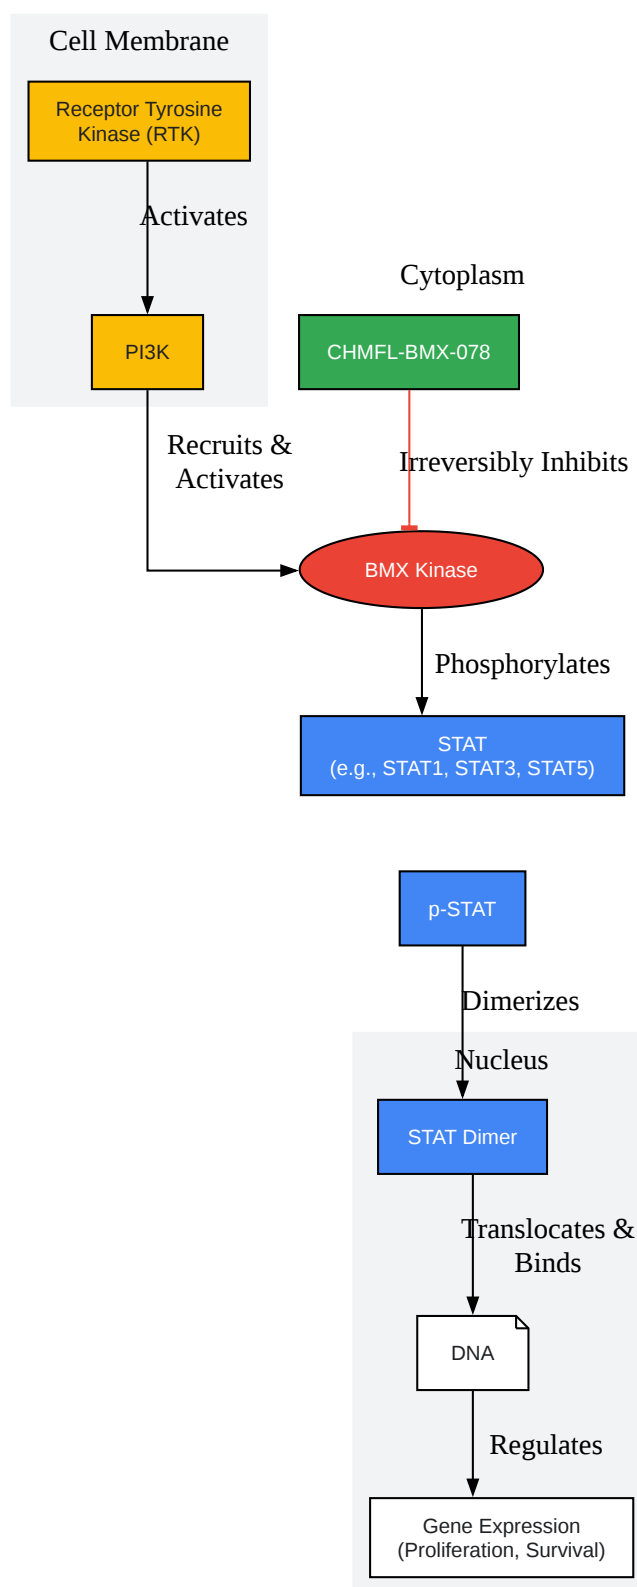 Cell Membrane
Receptor Tyrosine
Kinase (RTK)
Activates
Cytoplasm
PI3K
CHMFL-BMX-078
Recruits &
Activates
Irreversibly Inhibits
BMX Kinase
Phosphorylates
STAT
(e.g., STAT1, STAT3, STAT5)
p-STAT
Dimerizes
Nucleus
STAT Dimer
Translocates &
Binds
DNA
Regulates
Gene Expression
(Proliferation, Survival)